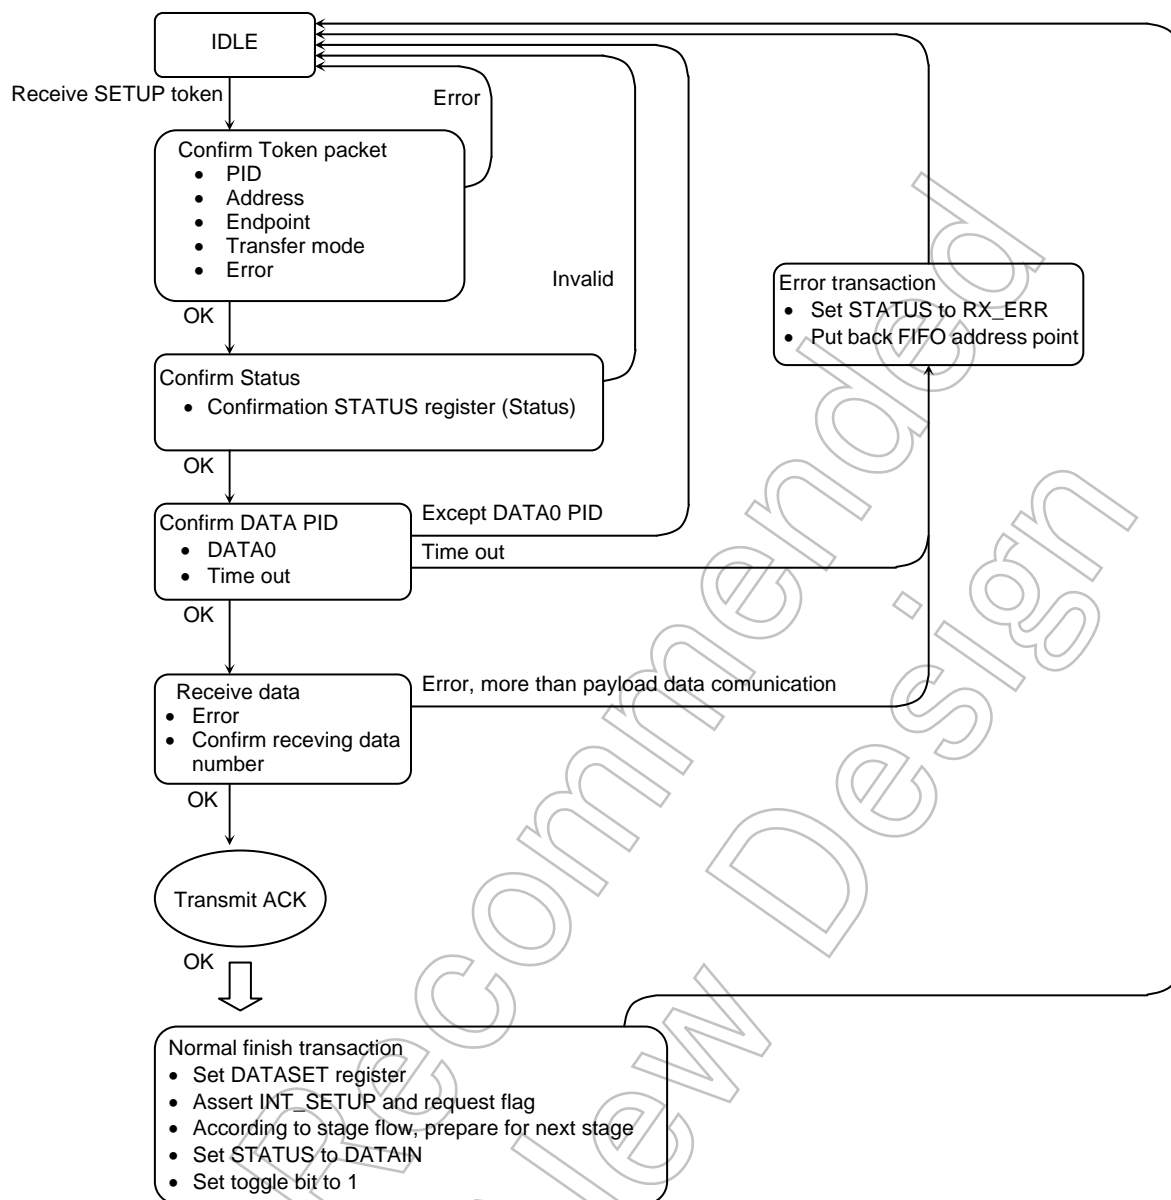 IDLE
Receive SETUP token
Error
Confirm Token packet
• PID
• Address
• Endpoint
• Transfer mode
• Error
Invalid
Error transaction
• Set STATUS to RX_ERR
• Put back FIFO address point
OK
Confirm Status
• Confirmation STATUS register (Status)
OK
Confirm DATA PID
• DATA0
• Time out
Except DATA0 PID
Time out
OK
Receive data
• Error
• Confirm receving data
number
Error, more than payload data comunication
OK
Transmit ACK
OK
Normal finish transaction
• Set DATASET register
• Assert INT_SETUP and request flag
• According to stage flow, prepare for next stage
• Set STATUS to DATAIN
• Set toggle bit to 1
Recommended
ew Design